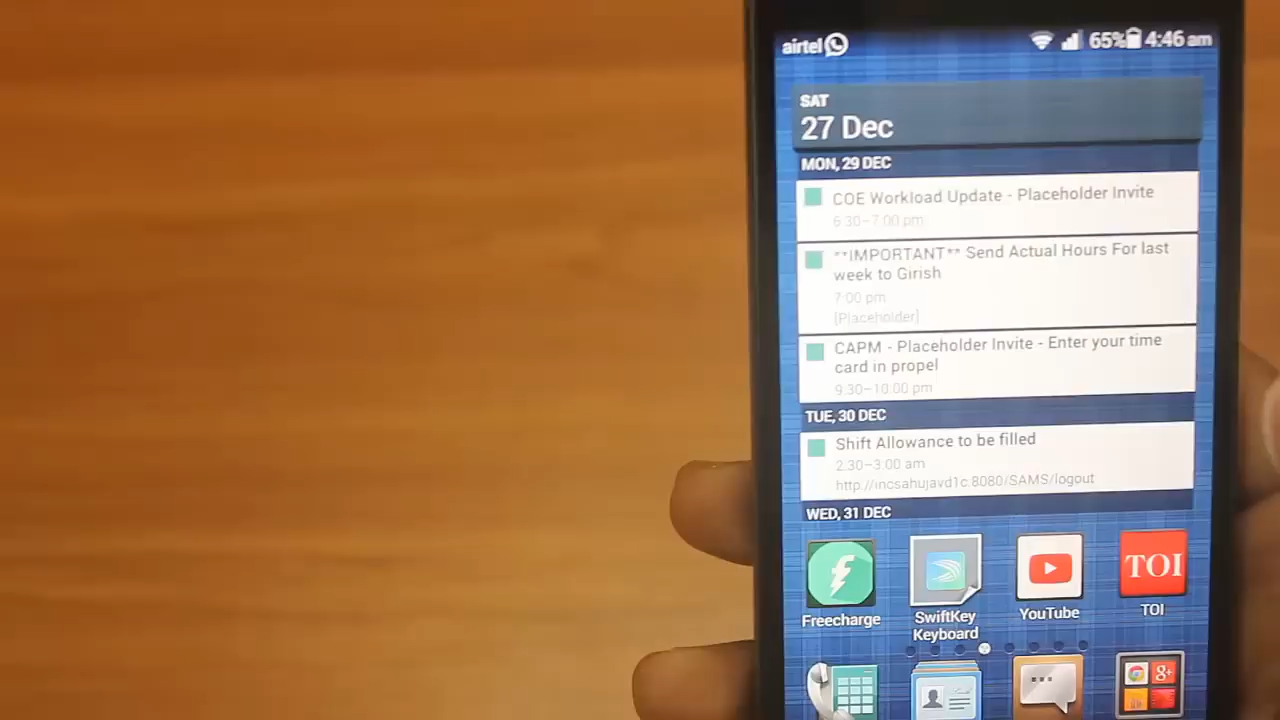 airtel 65% 4:46 am
SAT
27 Dec
MON, 29 DEC
COE Workload Update - Placeholder Invite
6:30–7:00 pm
**IMPORTANT** Send Actual Hours For last
week to Girish
7:00 pm
[Placeholder]
CAPM - Placeholder Invite - Enter your time
card in propel
9:30–10:00 pm
TUE, 30 DEC
Shift Allowance to be filled
2:30–3:00 am
http://incsahujavd1c:8080/SAMS/logout
WED, 31 DEC
TOI
Freecharge SwiftKey YouTube TOI
Keyboard
8+